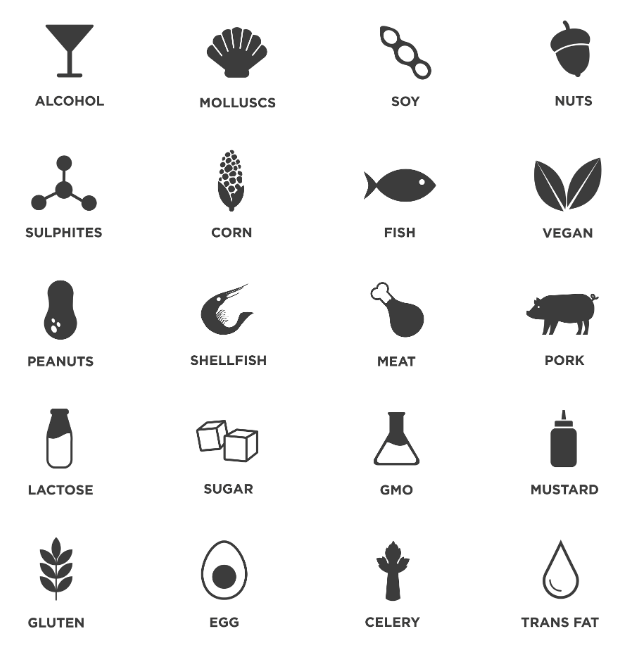 ALCOHOL
MOLLUSCS
SOY
NUTS
SULPHITES
CORN
FISH
VEGAN
PEANUTS
SHELLFISH
MEAT
PORK
LACTOSE
SUGAR
GMO
MUSTARD
GLUTEN
EGG
CELERY
TRANS FAT